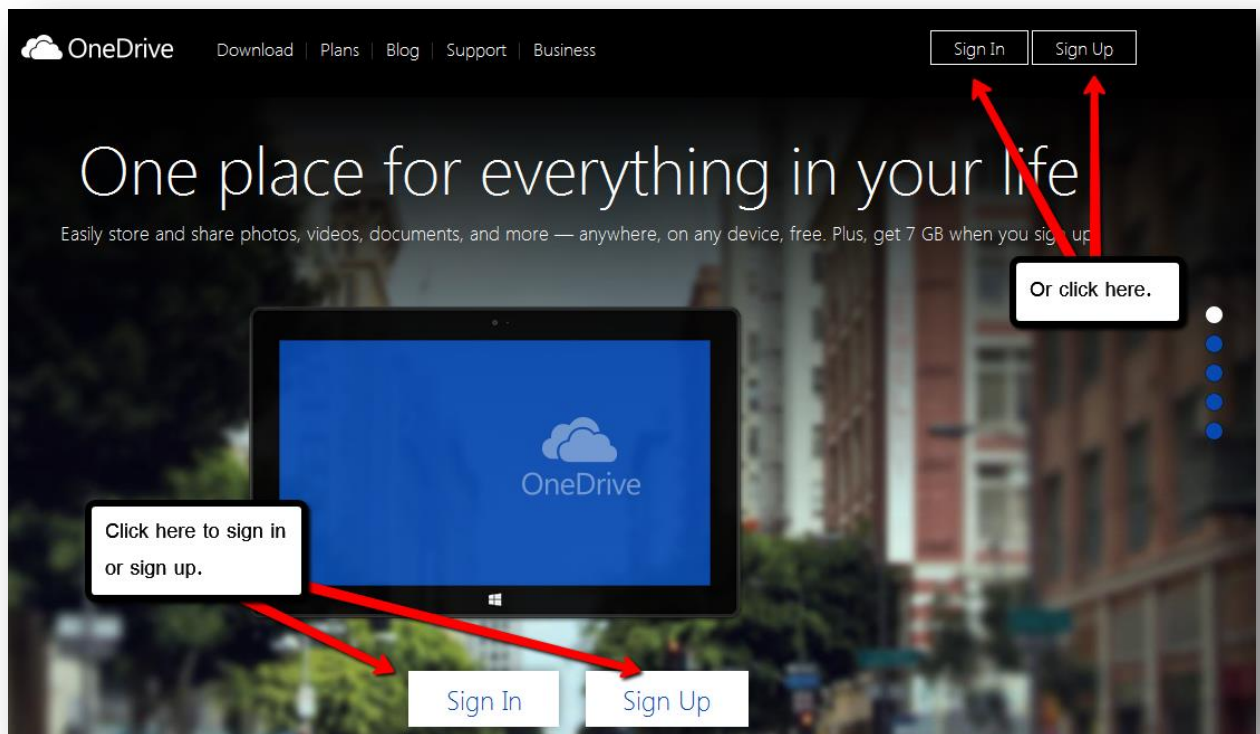 OneDrive Download | Plans | Blog | Support | Business Sign In Sign Up
One place for everything in your life
Easily store and share photos, videos, documents, and more — anywhere, on any device, free. Plus, get 7 GB when you sign up
Or click here.
OneDrive
Click here to sign in
or sign up.
Sign In Sign Up